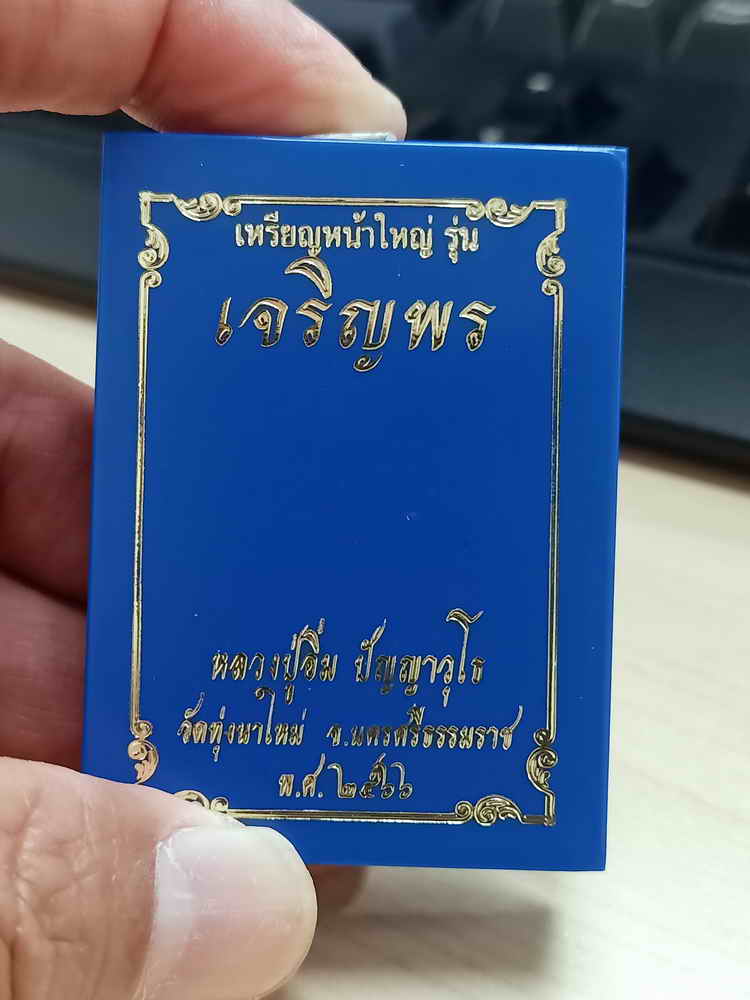 เหรียญหน้าใหญ่ รุ่น
เจริญพร
หลวงปู่อิ่ม ปัญญาวุโธ
วัดทุ่งนาใหม่ จ.นครศรีธรรมราช
พ.ศ.๒๕๖๖